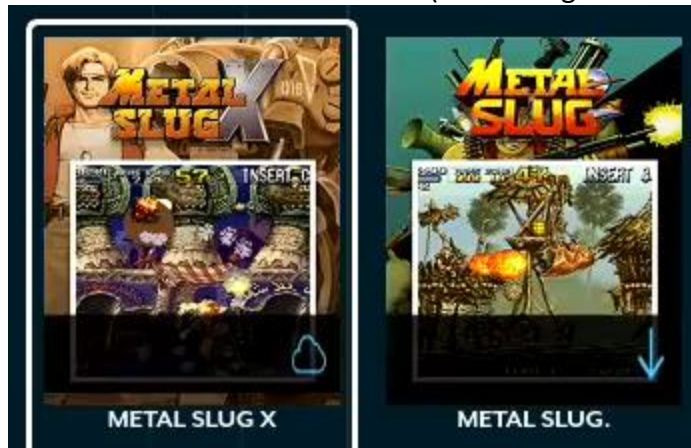 METAL SLUG X
METAL SLUG
57 INSERT C
INSERT
METAL SLUG X
METAL SLUG.